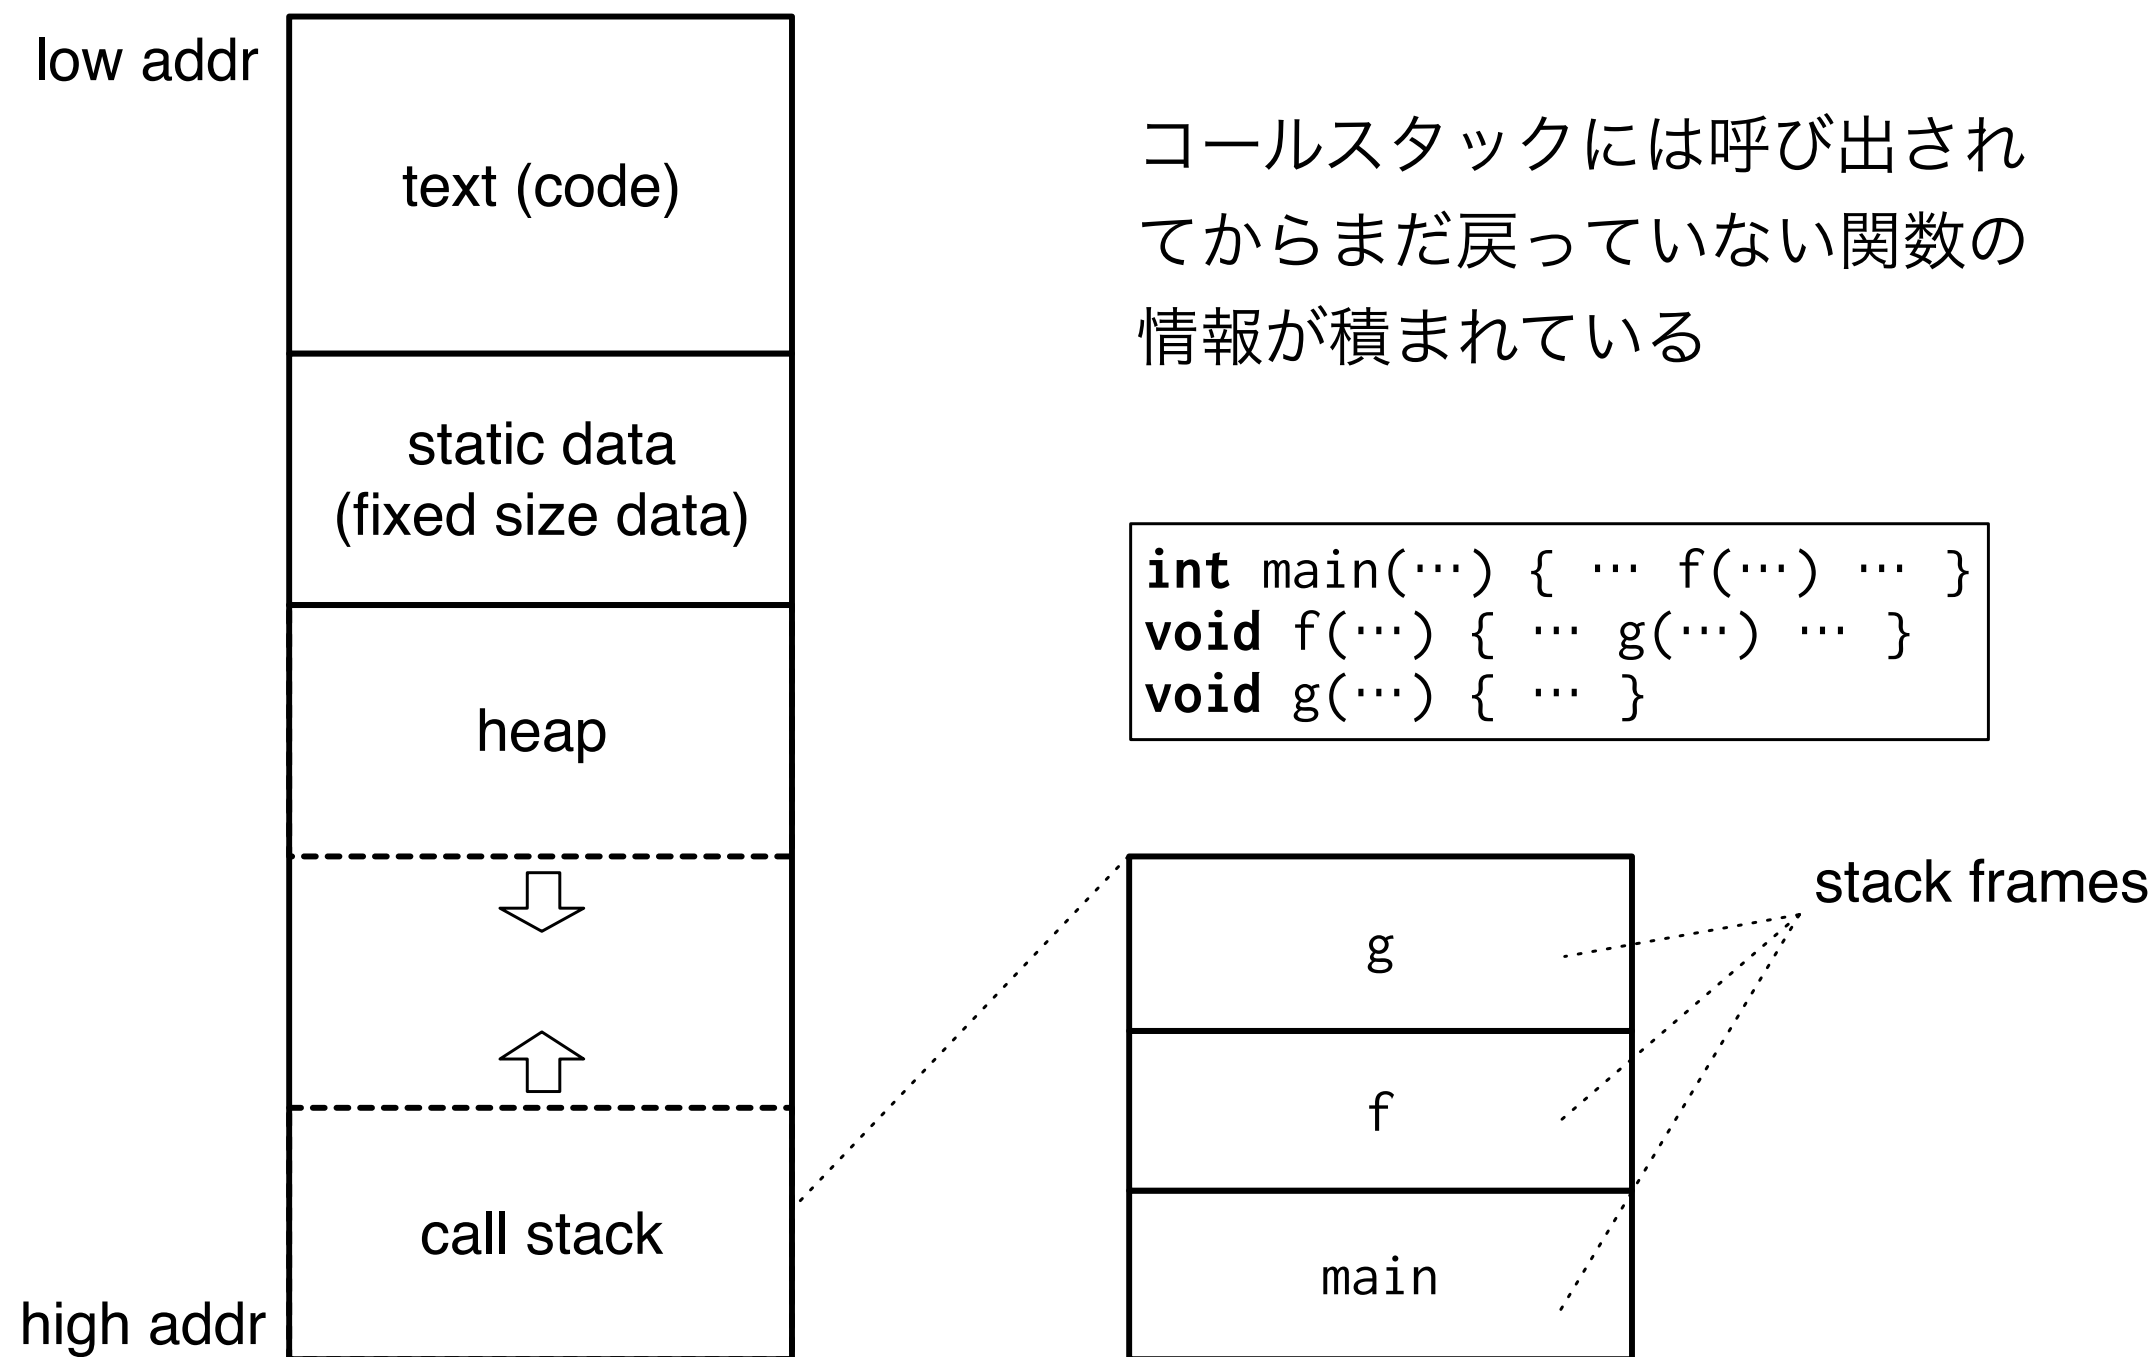 low addr
text (code)
static data
(fixed size data)
heap
call stack
high addr
コールスタックには呼び出され
てからまだ戻っていない関数の
情報が積まれている
int main(…) { … f(…) … }
void f(…) { … g(…) … }
void g(…) { … }
stack frames
g
f
main